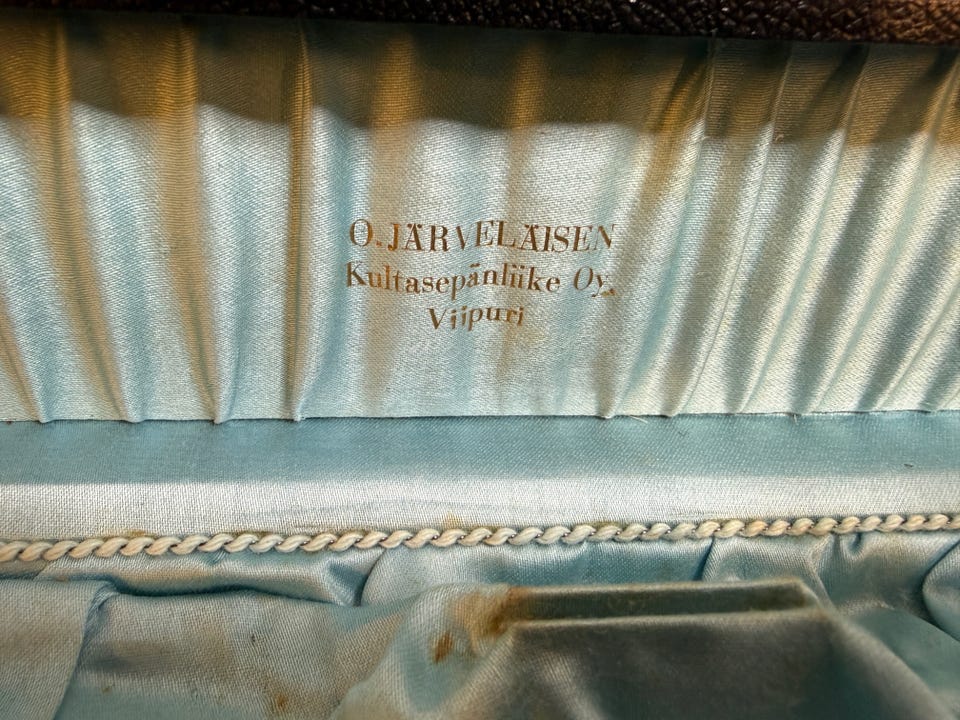 O. JÄRVELÄISEN
Kultasepänliike Oy.
Viipuri